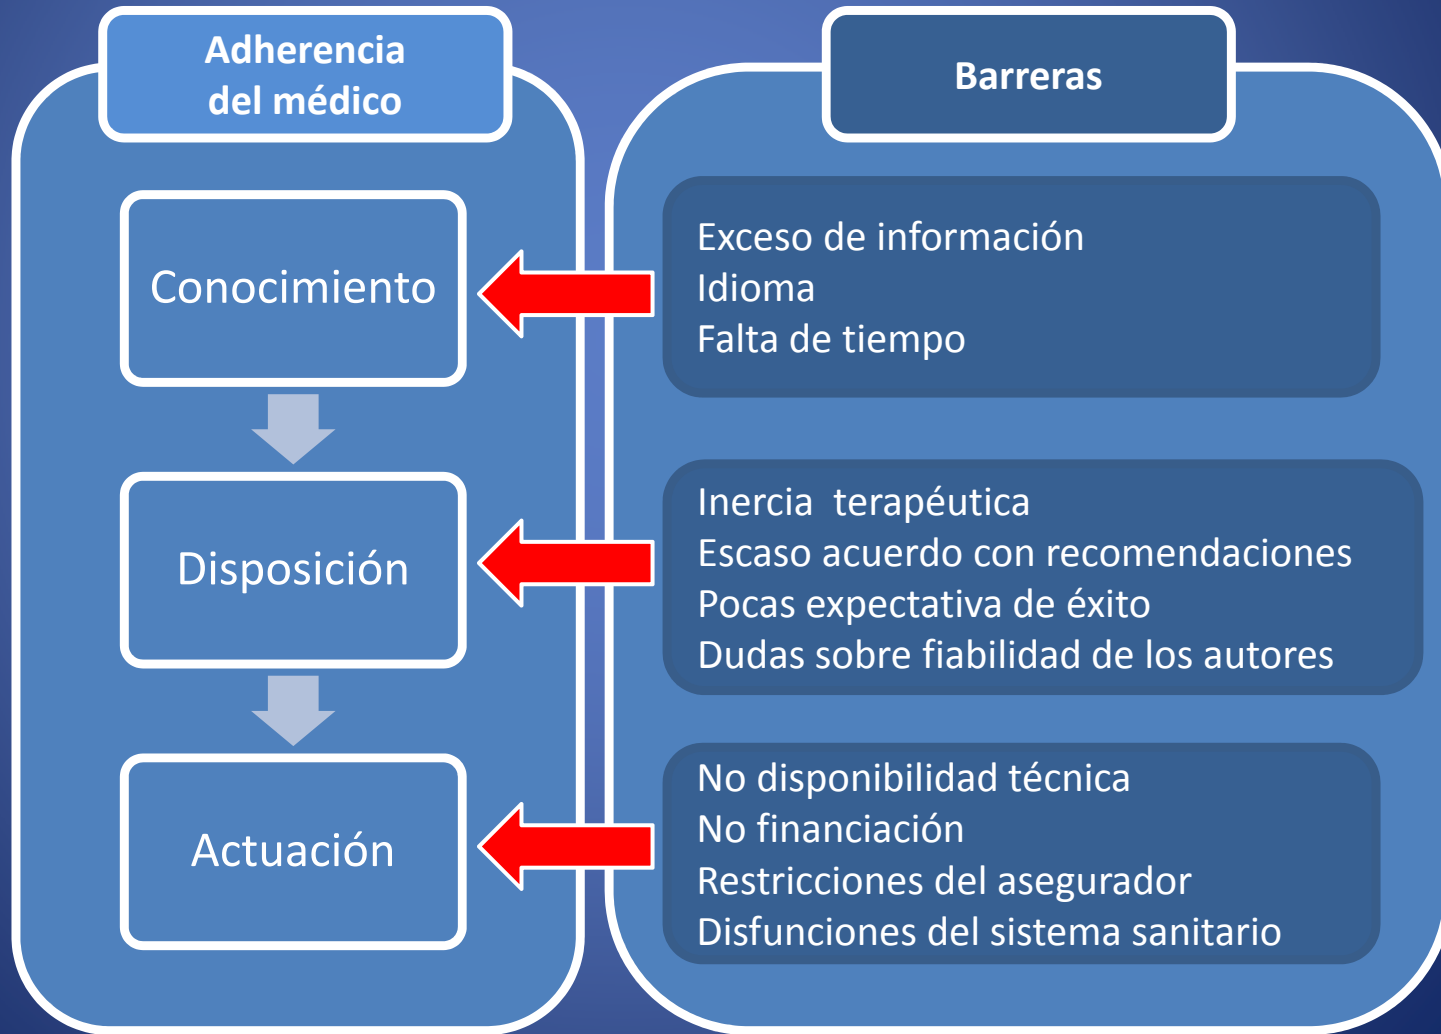 Adherencia
del médico
Barreras
Conocimiento
Exceso de información
Idioma
Falta de tiempo
Disposición
Inercia terapéutica
Escaso acuerdo con recomendaciones
Pocas expectativa de éxito
Dudas sobre fiabilidad de los autores
Actuación
No disponibilidad técnica
No financiación
Restricciones del asegurador
Disfunciones del sistema sanitario